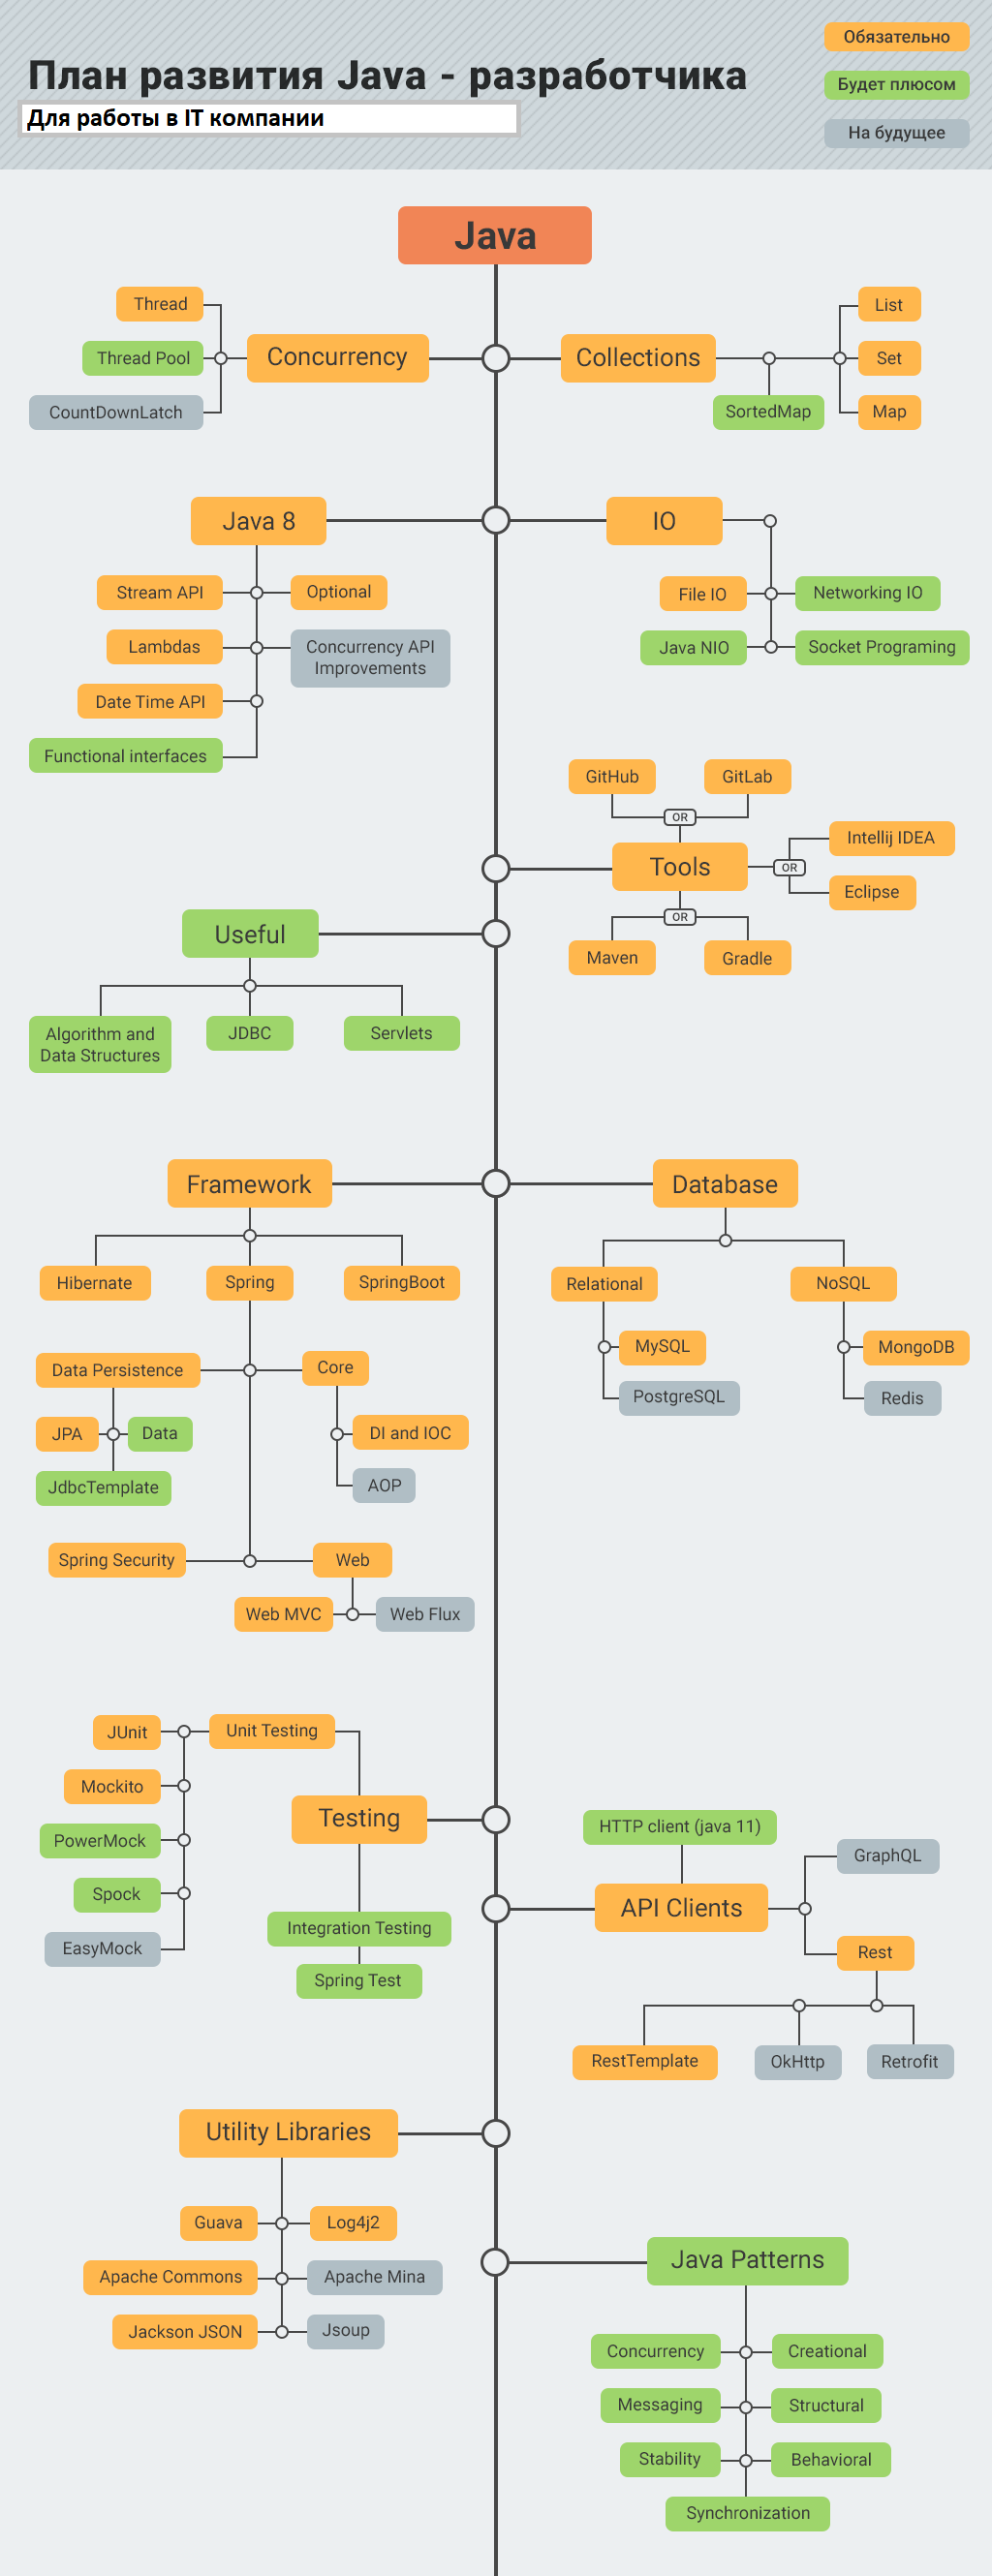 План развития Java - разработчика
Для работы в IT компании
Обязательно
Будет плюсом
На будущее
Java
Thread
Thread Pool
CountDownLatch
Concurrency
Collections
List
Set
Map
SortedMap
Java 8
Stream API
Optional
Lambdas
Concurrency API
Improvements
Date Time API
Functional interfaces
IO
File IO
Networking IO
Java NIO
Socket Programing
GitHub
GitLab
OR
Tools
OR
Intellij IDEA
Eclipse
OR
Maven
Gradle
Useful
Algorithm and
Data Structures
JDBC
Servlets
Framework
Hibernate
Spring
SpringBoot
Data Persistence
Core
JPA
Data
JdbcTemplate
DI and IOC
AOP
Spring Security
Web
Web MVC
Web Flux
Database
Relational
NoSQL
MySQL
PostgreSQL
MongoDB
Redis
JUnit
Unit Testing
Mockito
PowerMock
Spock
EasyMock
Testing
Integration Testing
Spring Test
HTTP client (java 11)
API Clients
GraphQL
Rest
RestTemplate
OkHttp
Retrofit
Utility Libraries
Guava
Log4j2
Apache Commons
Apache Mina
Jackson JSON
Jsoup
Java Patterns
Concurrency
Creational
Messaging
Structural
Stability
Behavioral
Synchronization